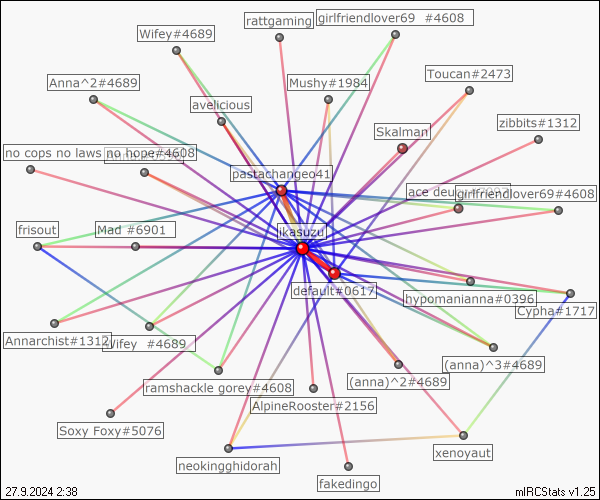 girlfriendlover69 #4608
rattgaming
Wifey#4689
Toucan#2473
Anna^2#4689
Mushy#1984
avelicious
zibbits#1312
Skalman
no cops no laws no hope#4608
pastachangeo41
ace
girlfriendlover69#4608
frisout
Mad #6901
ikasuzu
default#0617
hypomanianna#0396
Cypha#1717
Annarchist#1312
Wifey #4689
(anna)^3#4689
(anna)^2#4689
ramshackle gorey#4608
AlpineRooster#2156
Soxy Foxy#5076
xenoyaut
neokingghidorah
fakedingo
27.9.2024 2:38
mIRCStats v1.25